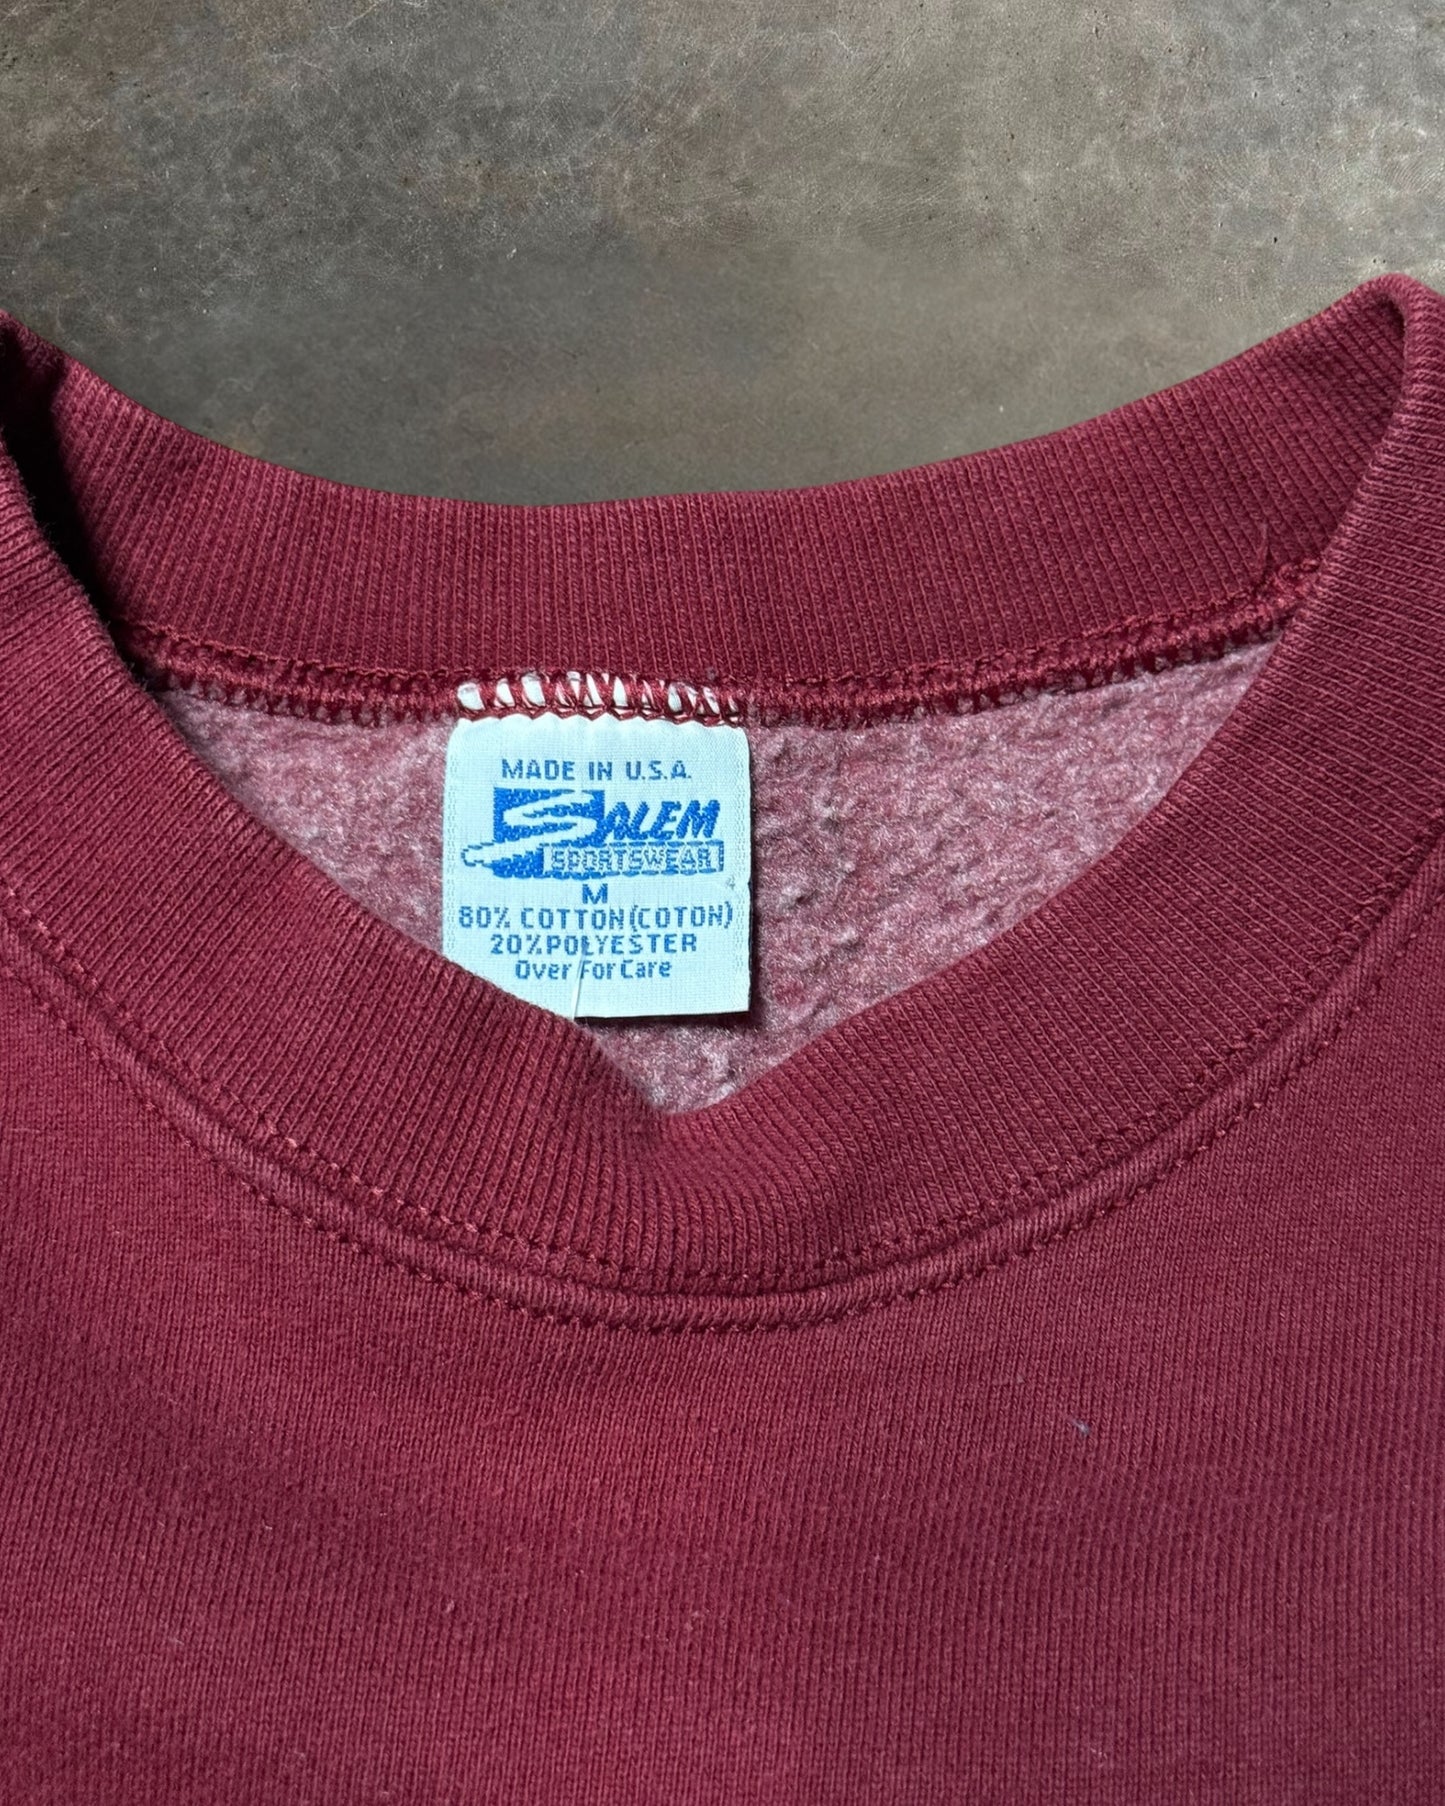 MADE IN U.S.A.
SALEM
SPORTSWEAR
M
80% COTTON (COTON)
20% POLYESTER
Over For Care